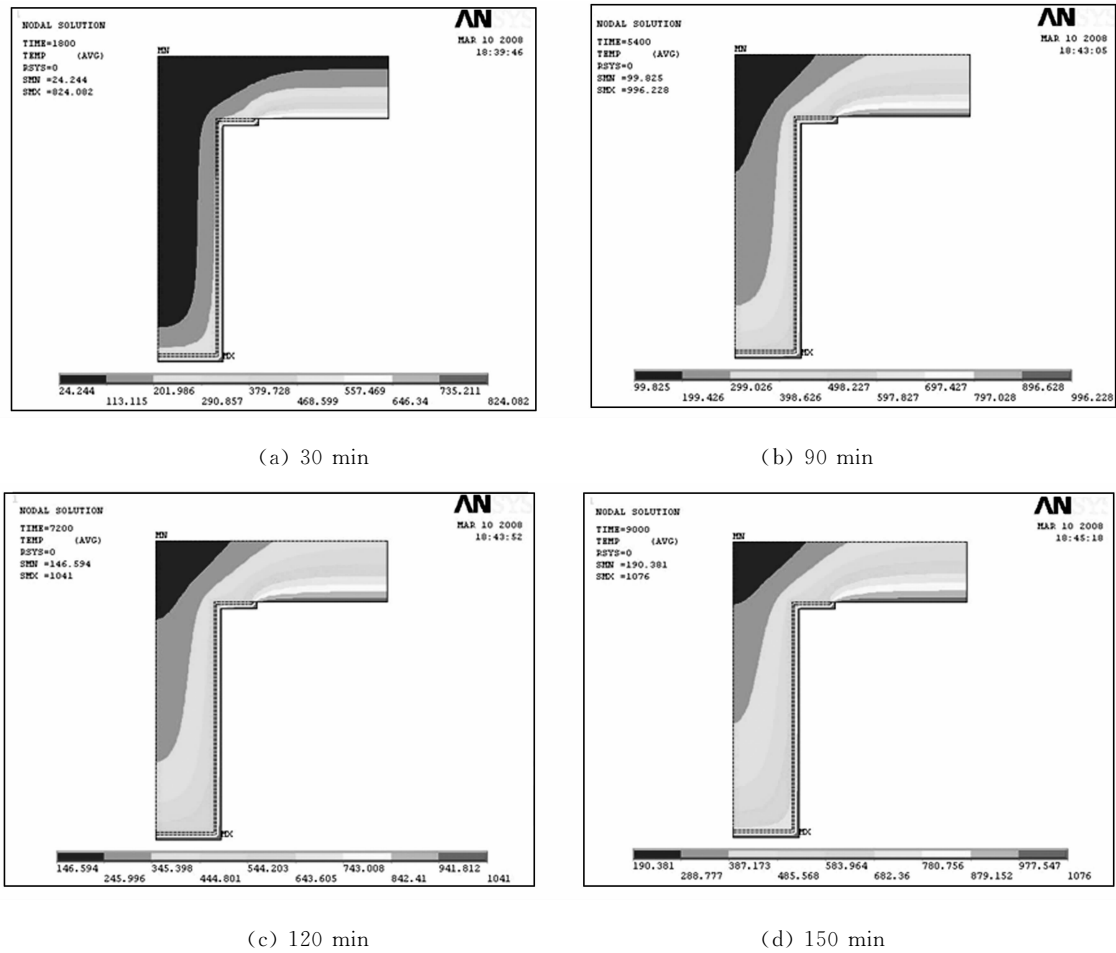 1
NODAL SOLUTION
TIME=1800
TEMP (AVG)
RSYS=0
SMN =24.244
SMX =824.082
ANSYS
MAR 10 2008
18:39:46
MN
MX
24.244 201.986 379.728 557.469 735.211
113.115 290.857 468.599 646.34 824.082
(a) 30 min
1
NODAL SOLUTION
TIME=5400
TEMP (AVG)
RSYS=0
SMN =99.825
SMX =996.228
ANSYS
MAR 10 2008
18:43:05
MN
MX
99.825 299.026 498.227 697.427 896.628
199.426 398.626 597.827 797.028 996.228
(b) 90 min
1
NODAL SOLUTION
TIME=7200
TEMP (AVG)
RSYS=0
SMN =146.594
SMX =1041
ANSYS
MAR 10 2008
18:43:52
MN
MX
146.594 345.398 544.203 743.008 941.812
245.996 444.801 643.605 842.41 1041
(c) 120 min
1
NODAL SOLUTION
TIME=9000
TEMP (AVG)
RSYS=0
SMN =190.381
SMX =1076
ANSYS
MAR 10 2008
18:45:18
MN
MX
190.381 387.173 583.964 780.756 977.547
288.777 485.568 682.36 879.152 1076
(d) 150 min